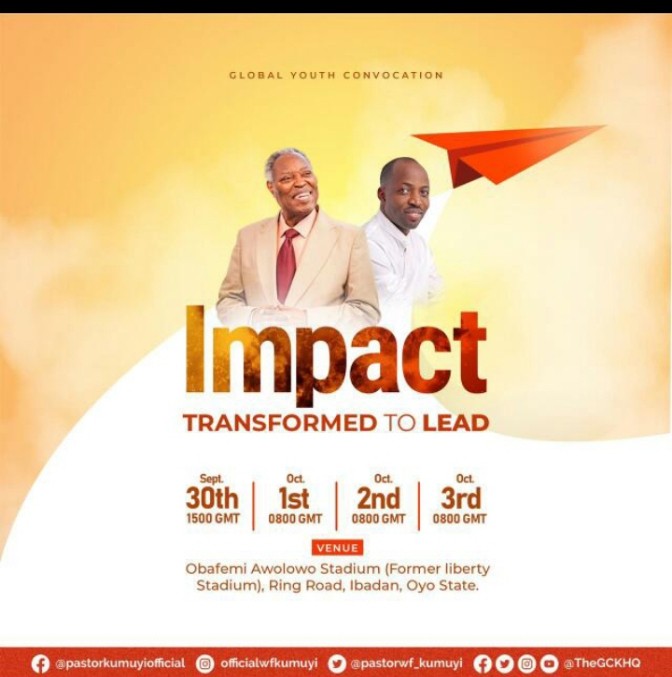 GLOBAL YOUTH CONVOCATION
Impact
TRANSFORMED TO LEAD
Sept. 30th 1500 GMT
Oct. 1st 0800 GMT
Oct. 2nd 0800 GMT
Oct. 3rd 0800 GMT
VENUE
Obafemi Awolowo Stadium (Former liberty
Stadium), Ring Road, Ibadan, Oyo State.
@pastorkumuyiofficial officialwfkumuyi @pastorwf_kumuyi @TheGCKHQ